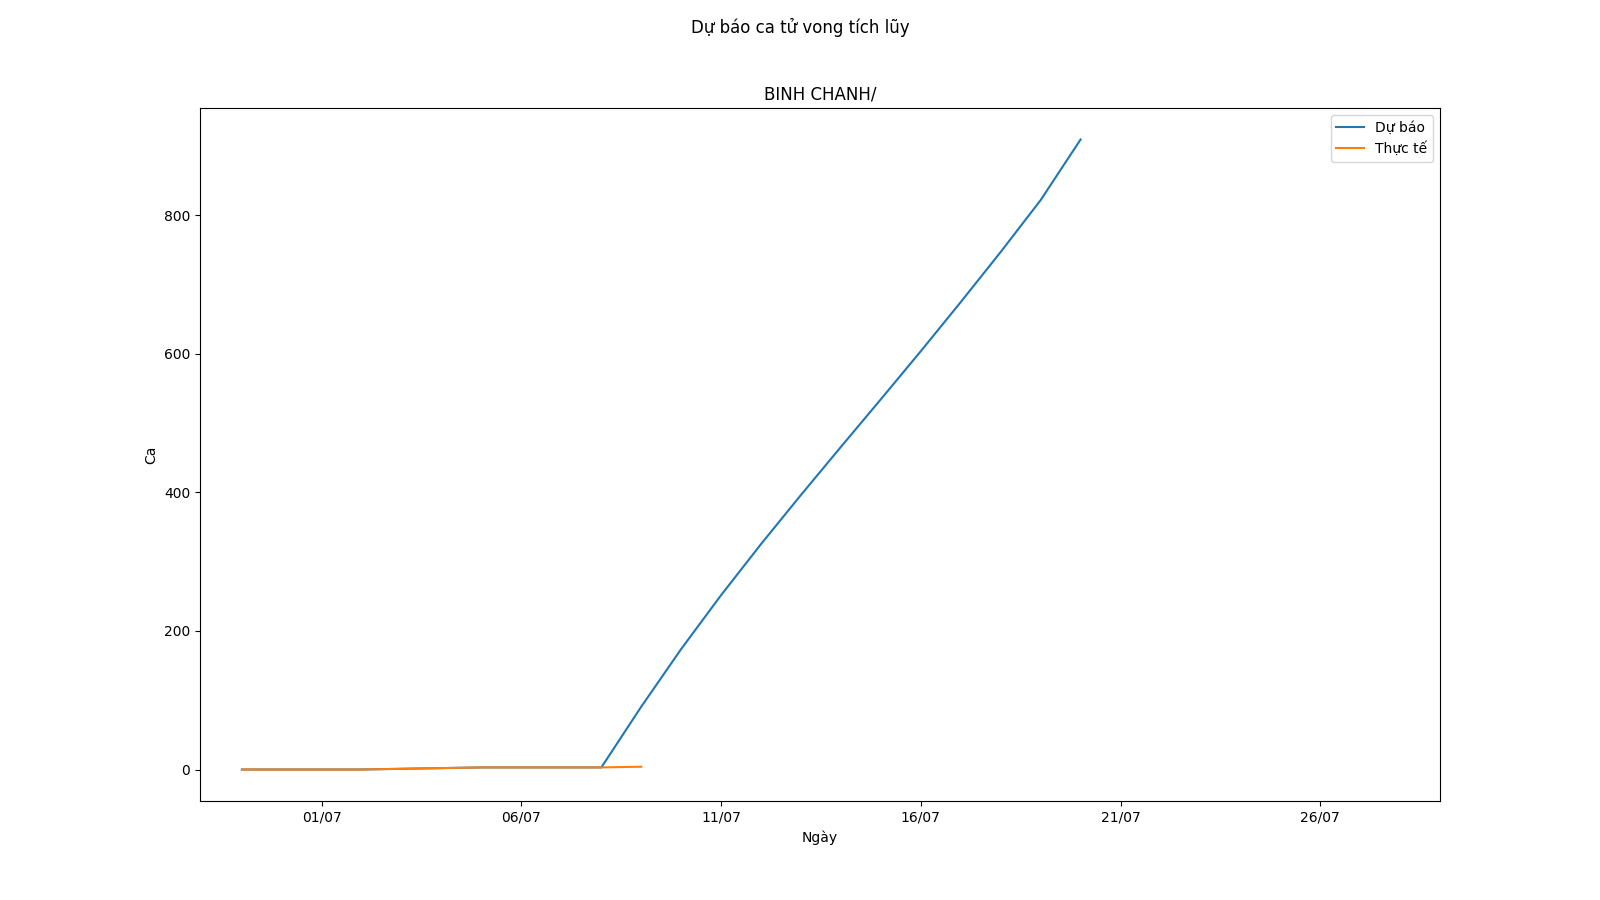 Dự báo ca tử vong tích lũy
BINH CHANH/
Dự báo
Thực tế
800
600
400
200
0
Ca
01/07
06/07
11/07
16/07
21/07
26/07
Ngày